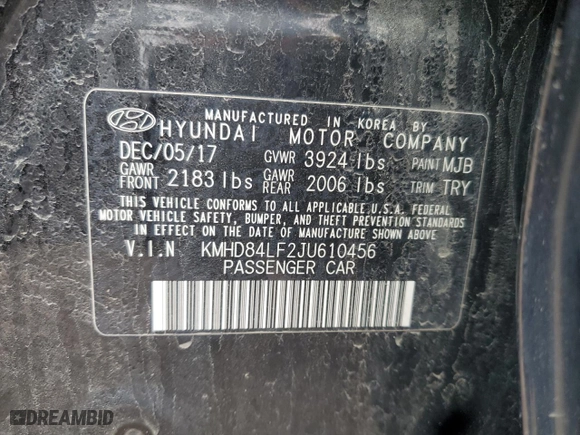 MANUFACTURED IN KOREA BY
HYUNDAI MOTOR COMPANY
DEC/05/17 GVWR 3924 lbs PAINT MJB
GAWR FRONT 2183 lbs GAWR REAR 2006 lbs TRIM TRY
THIS VEHICLE CONFORMS TO ALL APPLICABLE U.S.A. FEDERAL
MOTOR VEHICLE SAFETY, BUMPER, AND THEFT PREVENTION STANDARDS
IN EFFECT ON THE DATE OF MANUFACTURE SHOWN ABOVE
V.I.N KMHD84LF2JU610456
PASSENGER CAR
DREAMBID